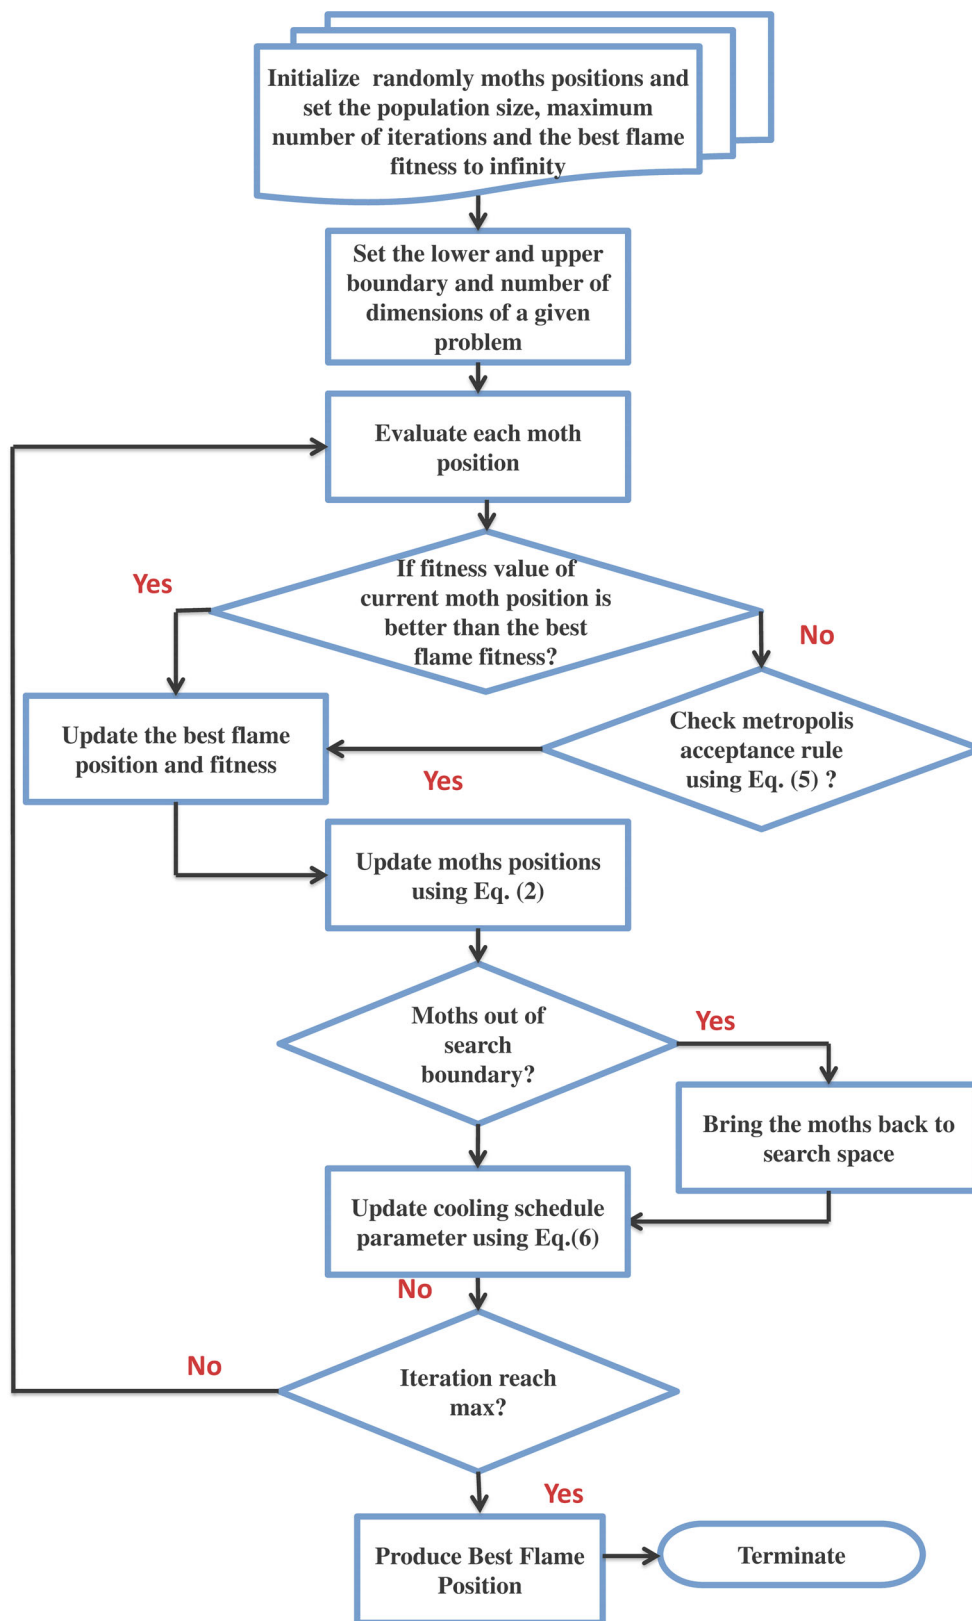 Initialize  randomly moths positions and
set the population size, maximum
number of iterations and the best flame
fitness to infinity
Set the lower and upper
boundary and number of
dimensions of a given
problem
Evaluate each moth
position
If fitness value of
current moth position is
better than the best
flame fitness?
Yes
No
Update the best flame
position and fitness
Yes
Check metropolis
acceptance rule
using Eq. (5) ?
Update moths positions
using Eq. (2)
Moths out of
search
boundary?
Yes
Bring the moths back to
search space
Update cooling schedule
parameter using Eq.(6)
No
No
Iteration reach
max?
Yes
Produce Best Flame
Position
Terminate